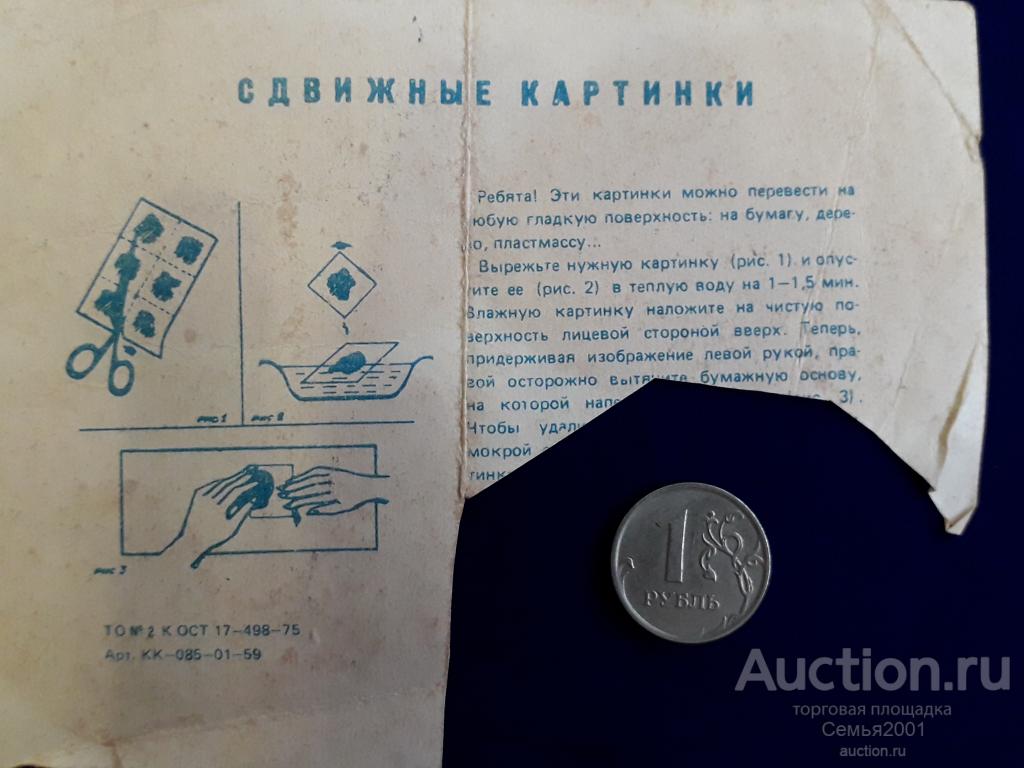 СДВИЖНЫЕ КАРТИНКИ
Ребята! Эти картинки можно перевести на
юбую гладкую поверхность: на бумагу, дере-
о, пластмассу...
Вырежьте нужную картинку (рис. 1) и опус-
ите ее (рис. 2) в теплую воду на 1—1,5 мин.
Влажную картинку наложите на чистую по-
верхность лицевой стороной вверх. Теперь,
придерживая изображение левой рукой, пра-
вой осторожно вытяните бумажную основу,
на которой 3).
Чтобы
мокрой
рис 1
рис 2
рис 3
ТО № 2 К ОСТ 17—498—75
Арт. КК—085—01—59
1
РУБЛЬ
Auction.ru
торговая площадка
Семья2001
auction.ru